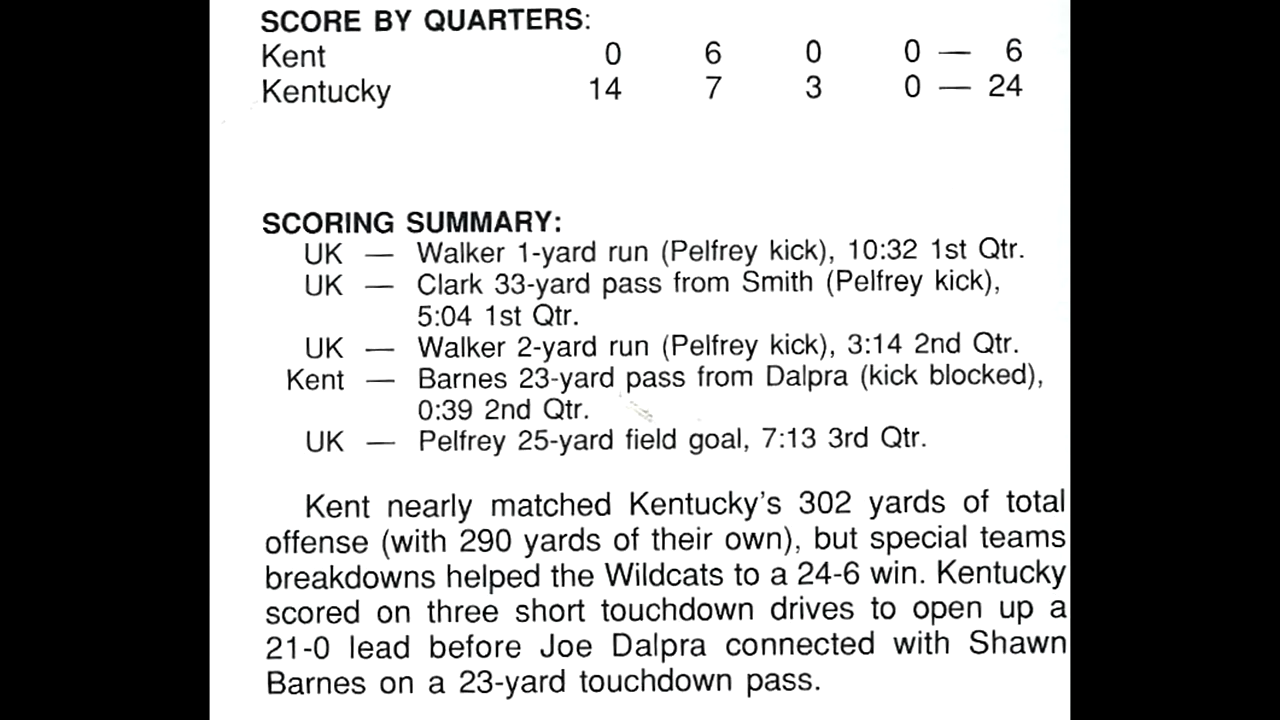 SCORE BY QUARTERS:
Kent 0 6 0 0 — 6
Kentucky 14 7 3 0 — 24
SCORING SUMMARY:
UK — Walker 1-yard run (Pelfrey kick), 10:32 1st Qtr.
UK — Clark 33-yard pass from Smith (Pelfrey kick),
5:04 1st Qtr.
UK — Walker 2-yard run (Pelfrey kick), 3:14 2nd Qtr.
Kent — Barnes 23-yard pass from Dalpra (kick blocked),
0:39 2nd Qtr.
UK — Pelfrey 25-yard field goal, 7:13 3rd Qtr.
Kent nearly matched Kentucky's 302 yards of total
offense (with 290 yards of their own), but special teams
breakdowns helped the Wildcats to a 24-6 win. Kentucky
scored on three short touchdown drives to open up a
21-0 lead before Joe Dalpra connected with Shawn
Barnes on a 23-yard touchdown pass.